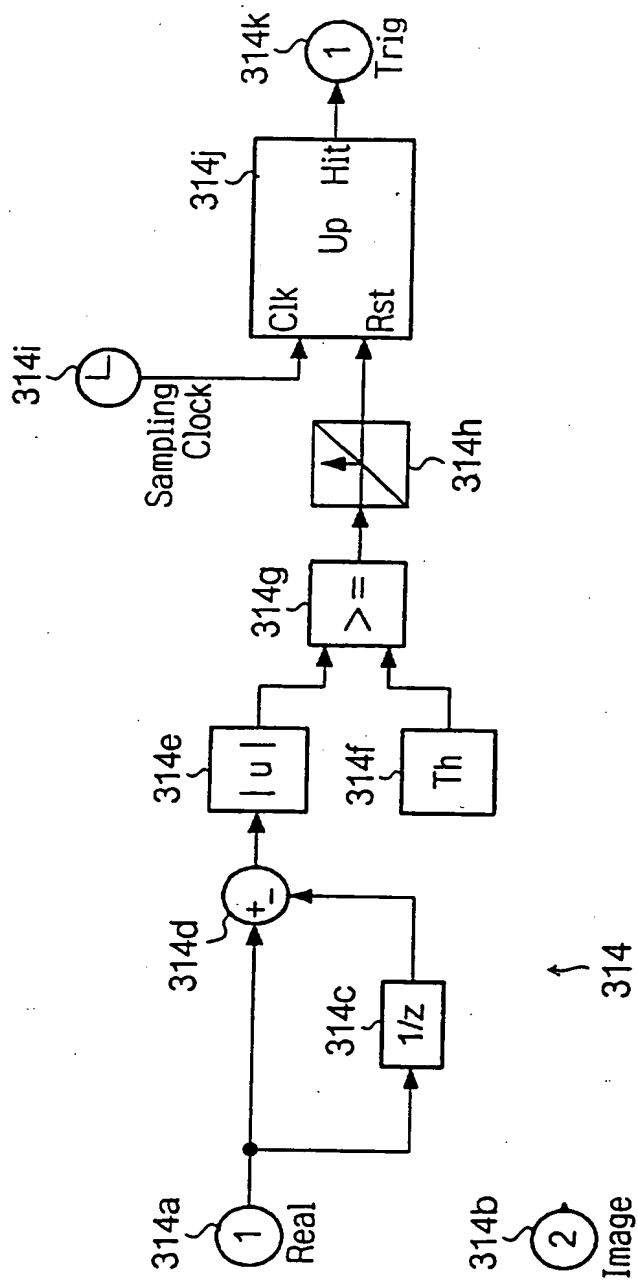 314a
1
Real
314b
2
Image
314c
1/z
314d
+
−
314e
|u|
314f
Th
314g
>=
314h
314i
Sampling
Clock
314j
Clk
Up
Hit
Rst
314k
1
Trig
314